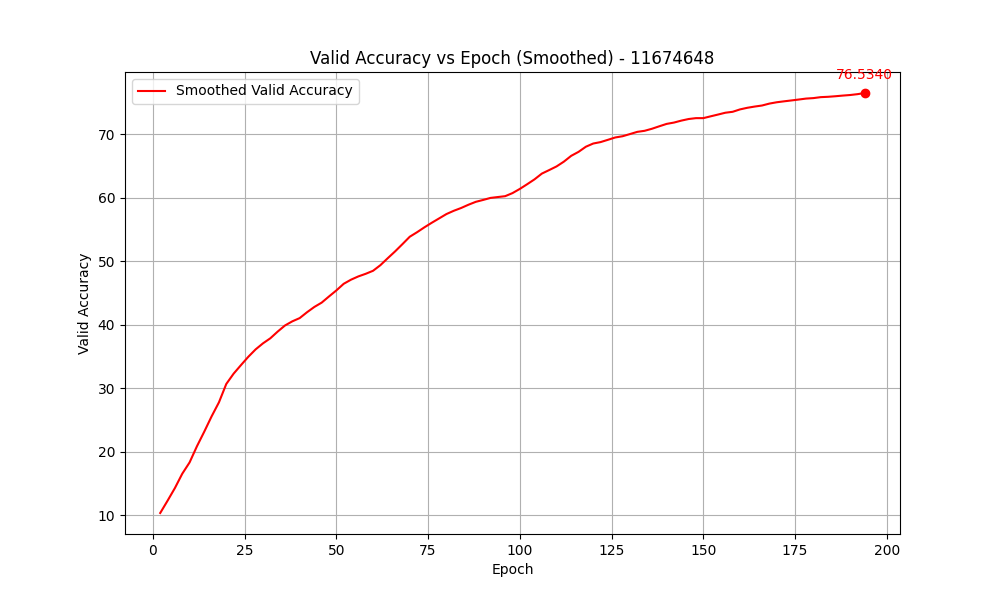 Valid Accuracy vs Epoch (Smoothed) - 11674648
76.5340
Smoothed Valid Accuracy
Valid Accuracy
70
60
50
40
30
20
10
0 25 50 75 100 125 150 175 200
Epoch